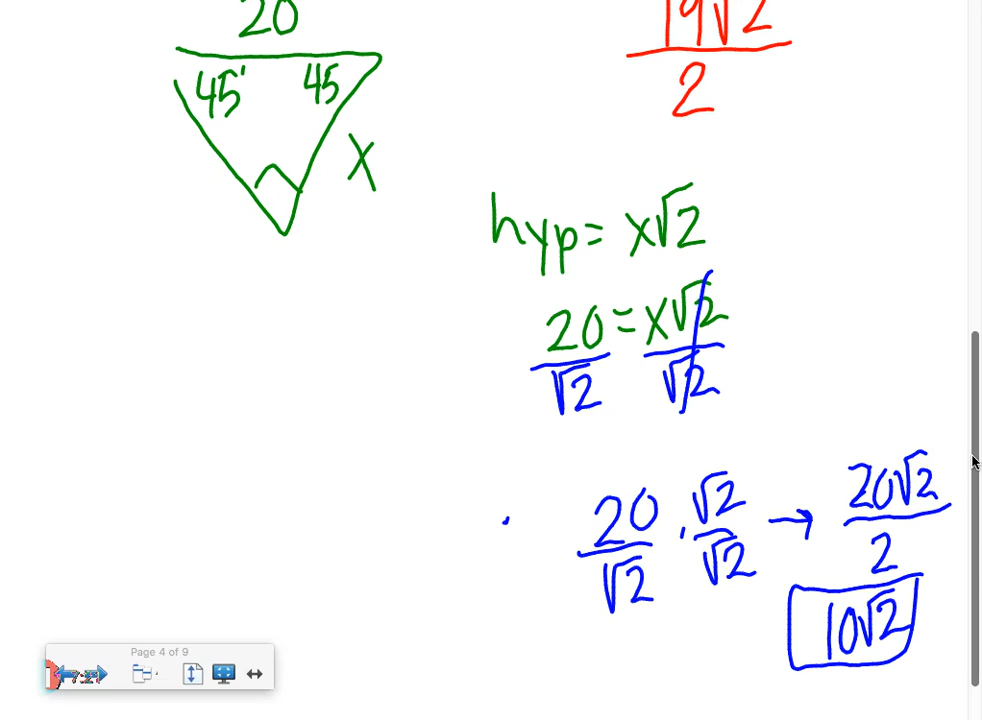 20
45 45
x
19√2
2
hyp = x√2
20 = x√2
√2 √2
20 · √2 → 20√2
√2 √2 2
10√2
Page 4 of 9